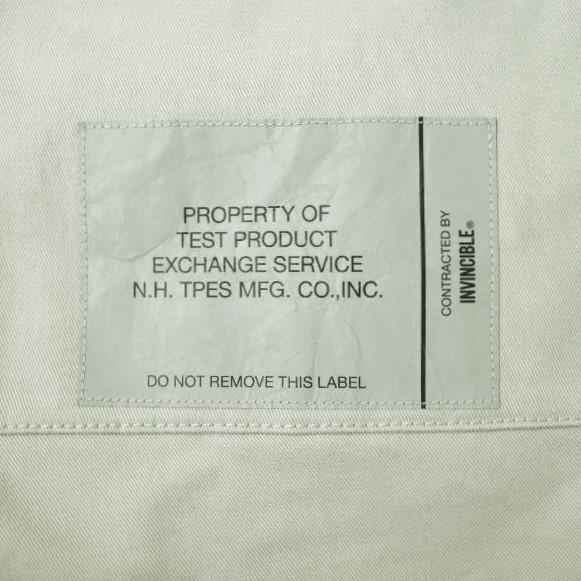 PROPERTY OF
TEST PRODUCT
EXCHANGE SERVICE
N.H. TPES MFG. CO.,INC.
DO NOT REMOVE THIS LABEL
CONTRACTED BY
INVINCIBLE®